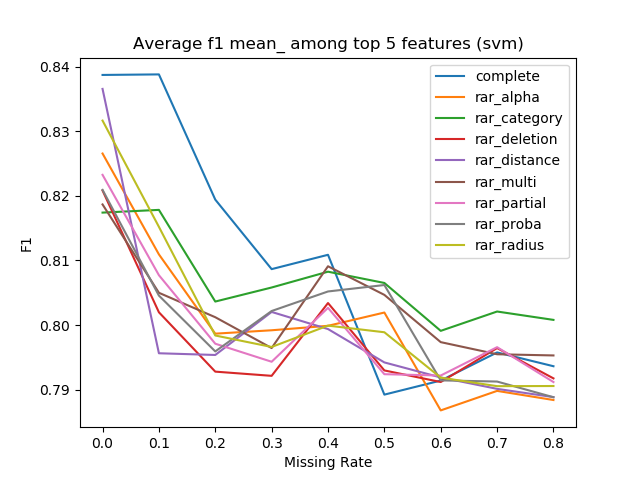 Average f1 mean_ among top 5 features (svm)
F1
0.84
0.83
0.82
0.81
0.80
0.79
complete
rar_alpha
rar_category
rar_deletion
rar_distance
rar_multi
rar_partial
rar_proba
rar_radius
0.0 0.1 0.2 0.3 0.4 0.5 0.6 0.7 0.8
Missing Rate